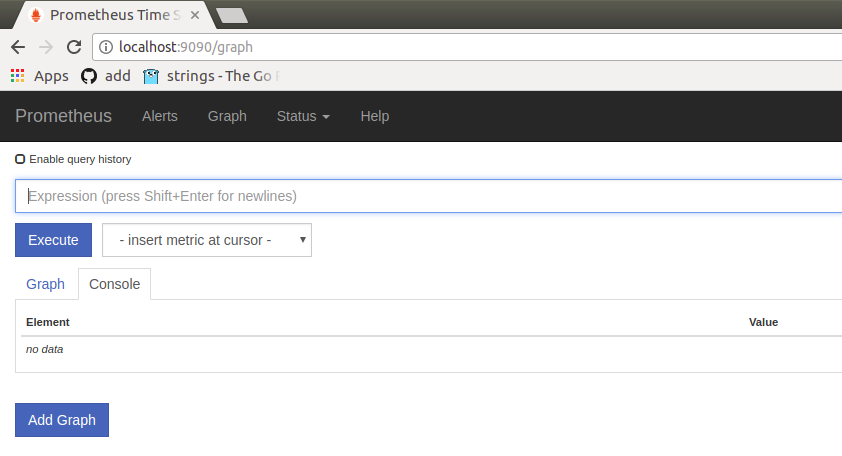 Prometheus Time S
localhost:9090/graph
Apps add strings - The Go
Prometheus Alerts Graph Status Help
Enable query history
Expression (press Shift+Enter for newlines)
Execute - insert metric at cursor -
Graph Console
Element Value
no data
Add Graph